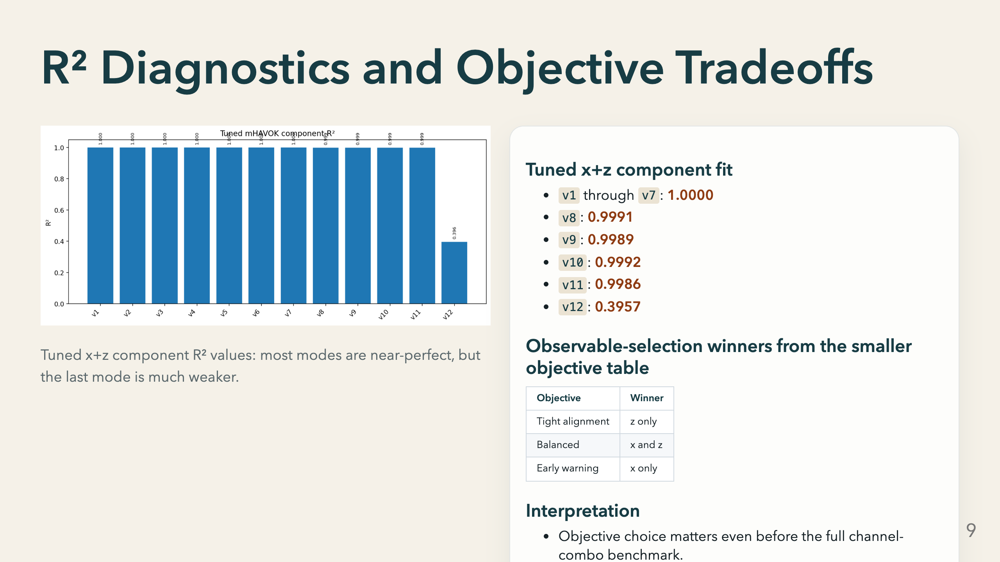 R² Diagnostics and Objective Tradeoffs
Tuned mHAVOK component R²
1.000 1.000 1.000 1.000 1.000 1.000 1.000 0.999 0.999 0.999 0.999 0.396
R²
1.0
0.8
0.6
0.4
0.2
0.0
v1 v2 v3 v4 v5 v6 v7 v8 v9 v10 v11 v12
Tuned x+z component R² values: most modes are near-perfect, but
the last mode is much weaker.
Tuned x+z component fit
• v1 through v7: 1.0000
• v8: 0.9991
• v9: 0.9989
• v10: 0.9992
• v11: 0.9986
• v12: 0.3957
Observable-selection winners from the smaller
objective table
Objective Winner
Tight alignment z only
Balanced x and z
Early warning x only
Interpretation
• Objective choice matters even before the full channel-
combo benchmark.
9